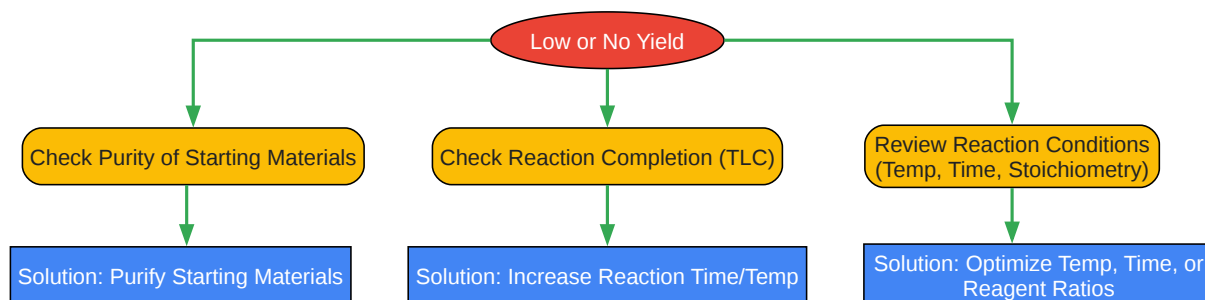 Low or No Yield
Check Purity of Starting Materials
Check Reaction Completion (TLC)
Review Reaction Conditions
(Temp, Time, Stoichiometry)
Solution: Purify Starting Materials
Solution: Increase Reaction Time/Temp
Solution: Optimize Temp, Time, or
Reagent Ratios